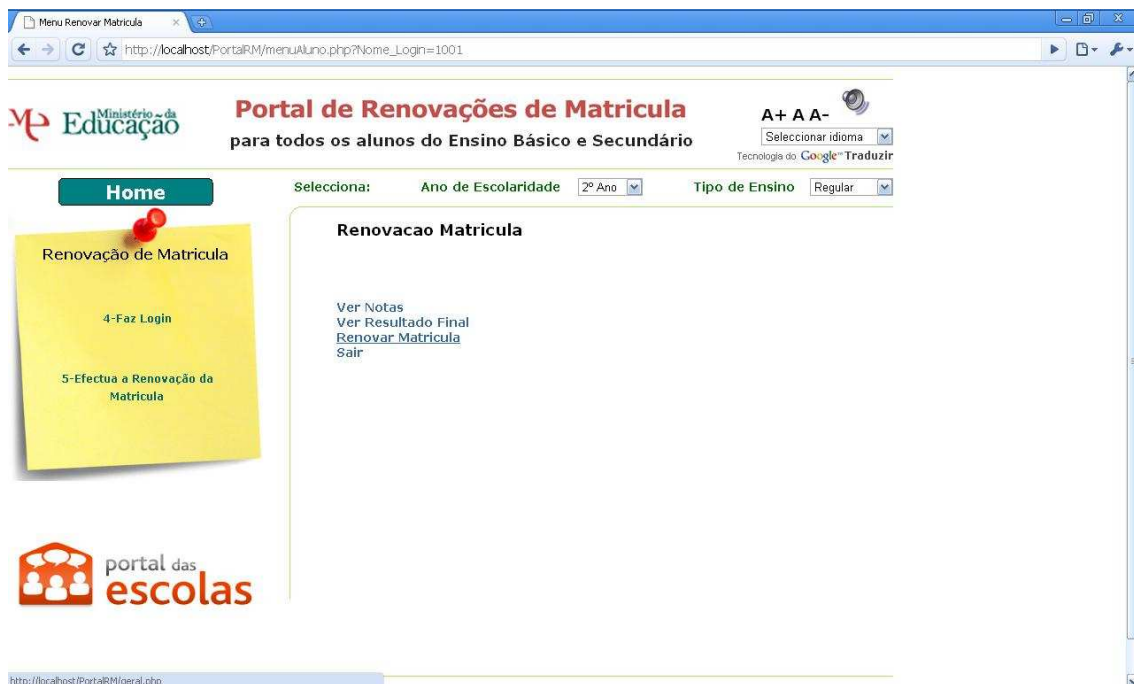 Menu Renovar Matricula
http://localhost/PortalRM/menuAluno.php?Nome_Login=1001
Ministério da Educação
Portal de Renovações de Matricula
para todos os alunos do Ensino Básico e Secundário
A+ A A-
Seleccionar idioma
Tecnologia do Google™ Traduzir
Home
Selecciona: Ano de Escolaridade 2º Ano Tipo de Ensino Regular
Renovação de Matricula
4-Faz Login
5-Efectua a Renovação da
Matricula
Renovacao Matricula
Ver Notas
Ver Resultado Final
Renovar Matricula
Sair
portal das
escolas
http://localhost/PortalRM/geral.php